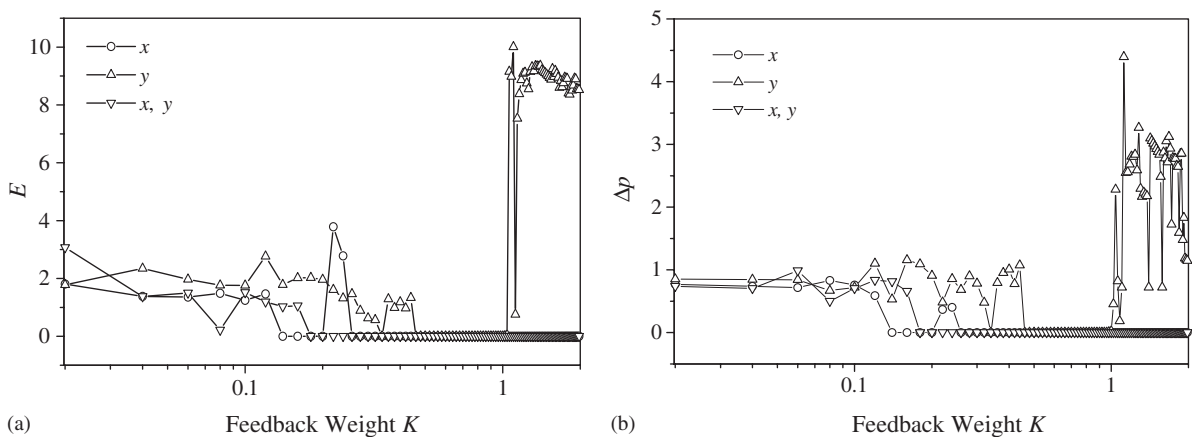 10
8
6
4
2
0
E
x
y
x, y
0.1
1
(a)
Feedback Weight K
5
4
3
2
1
0
Δp
x
y
x, y
0.1
1
(b)
Feedback Weight K